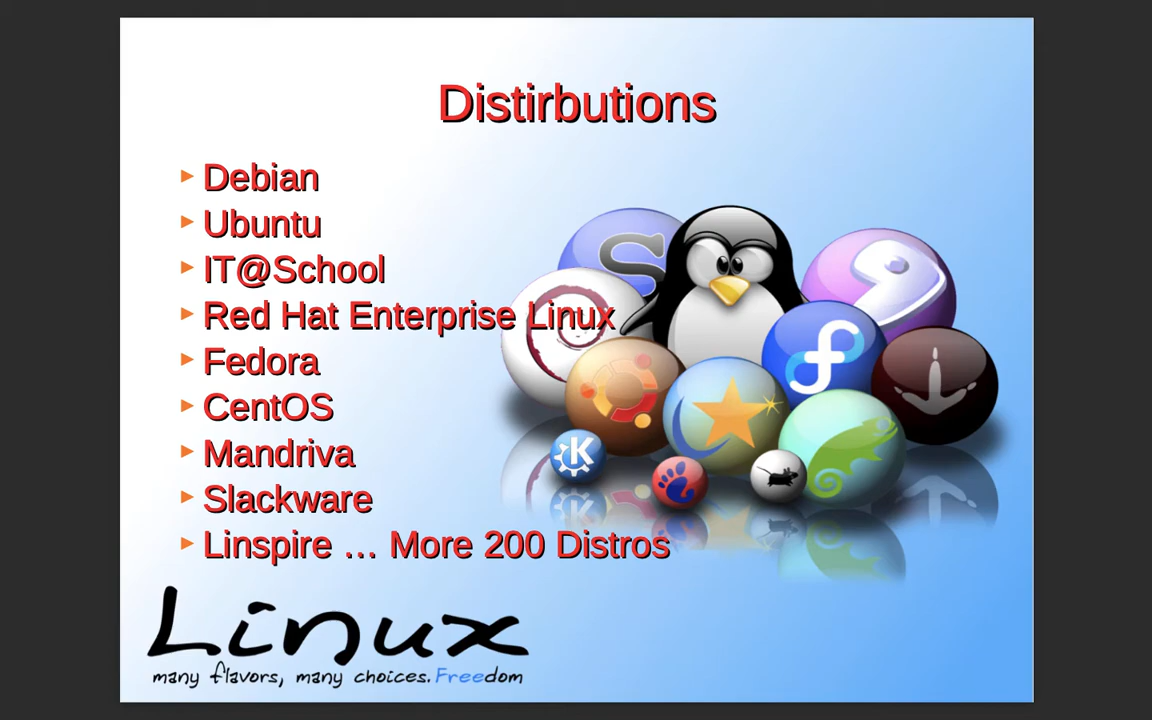 Distirbutions
Debian
Ubuntu
IT@School
Red Hat Enterprise Linux
Fedora
CentOS
Mandriva
Slackware
Linspire … More 200 Distros
Linux
many flavors, many choices. Freedom